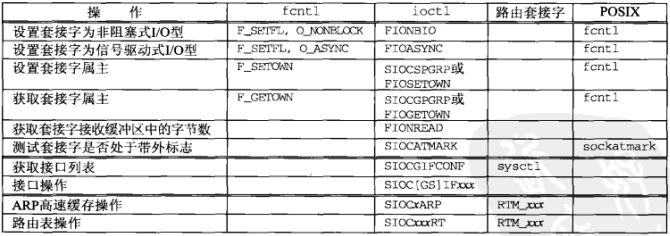 操 作 fcntl ioctl 路由套接字 POSIX
设置套接字为非阻塞式I/O型 F_SETFL, O_NONBLOCK FIONBIO fcntl
设置套接字为信号驱动式I/O型 F_SETFL, O_ASYNC FIOASYNC fcntl
设置套接字属主 F_SETOWN SIOCSPGRP或 fcntl
FIOSETOWN
获取套接字属主 F_GETOWN SIOCGPGRP或 fcntl
FIOGETOWN
获取套接字接收缓冲区中的字节数 FIONREAD
测试套接字是否处于带外标志 SIOCATMARK sockatmark
获取接口列表 SIOCGIFCONF sysctl
接口操作 SIOC[GS]IFxxx
ARP高速缓存操作 SIOCxARP RTM_xxx
路由表操作 SIOCxxxRT RTM_xxx